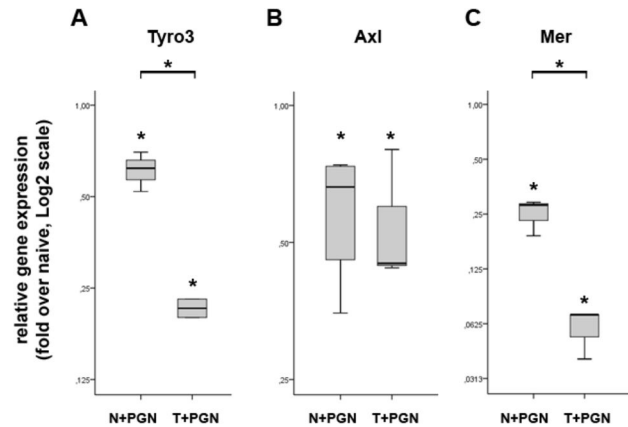 A
B
C
Tyro3
Axl
Mer
*
*
1,00
,50
,25
,125
*
*
1,00
,50
,25
*
*
1,00
,50
,25
,125
,0625
,0313
*
*
relative gene expression
(fold over naive, Log2 scale)
N+PGN T+PGN
N+PGN T+PGN
N+PGN T+PGN